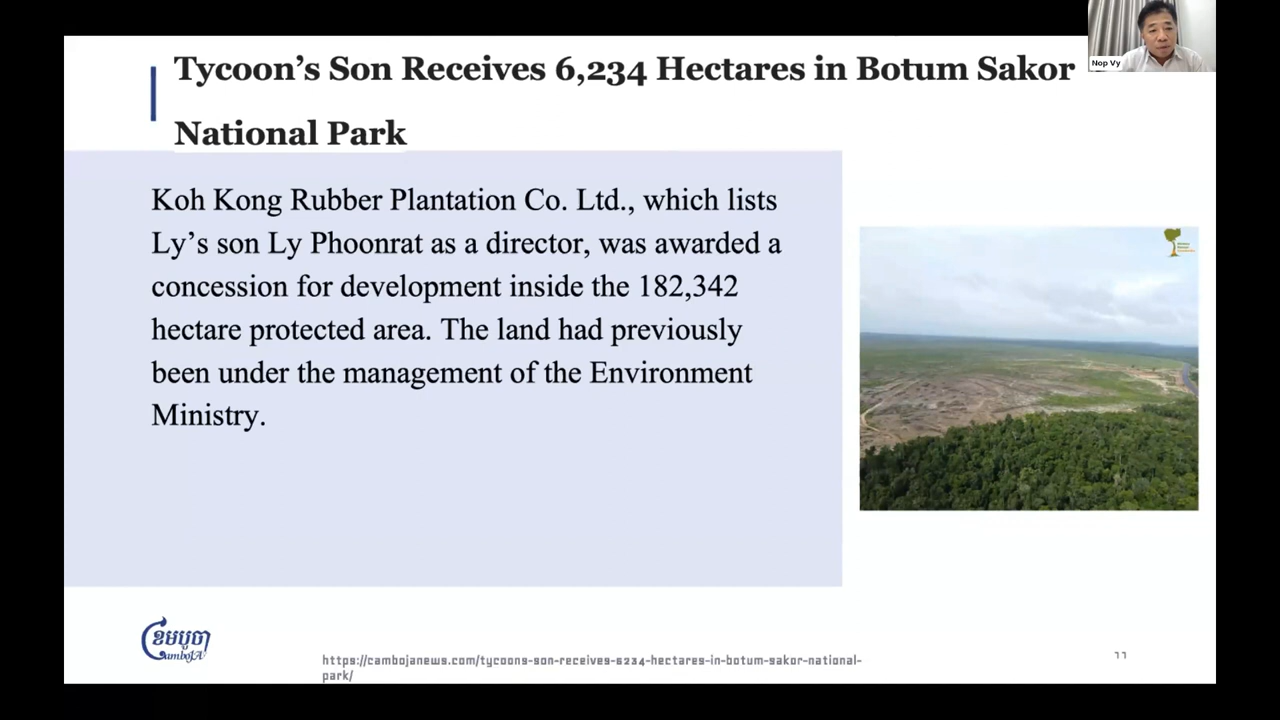 Tycoon's Son Receives 6,234 Hectares in Botum Sakor
Nop Vy
National Park
Koh Kong Rubber Plantation Co. Ltd., which lists
Ly's son Ly Phoonrat as a director, was awarded a
concession for development inside the 182,342
hectare protected area. The land had previously
been under the management of the Environment
Ministry.
ខមបូចា
CamboJA
https://cambojanews.com/tycoons-son-receives-6234-hectares-in-botum-sakor-national-
park/
11